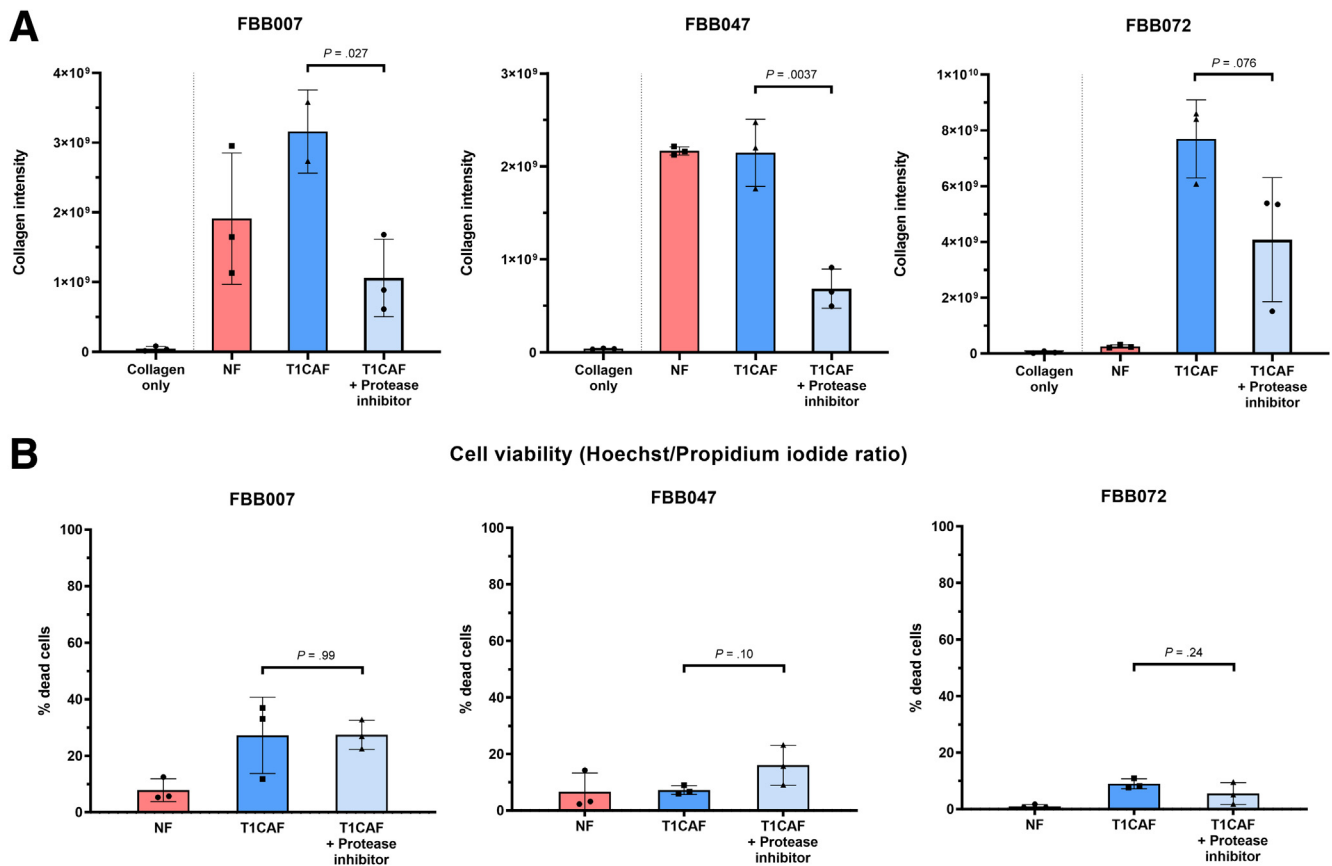 A
FBB007
FBB047
FBB072
Collagen intensity
4×10⁹
3×10⁹
2×10⁹
1×10⁹
0
P = .027
Collagen only
NF
T1CAF
T1CAF
+ Protease
inhibitor
Collagen intensity
3×10⁹
2×10⁹
1×10⁹
0
P = .0037
Collagen
only
NF
T1CAF
T1CAF
+ Protease
inhibitor
Collagen intensity
1×10¹⁰
8×10⁹
6×10⁹
4×10⁹
2×10⁹
0
P = .076
Collagen
only
NF
T1CAF
T1CAF
+ Protease
inhibitor
B
Cell viability (Hoechst/Propidium iodide ratio)
FBB007
FBB047
FBB072
% dead cells
100
80
60
40
20
0
P = .99
NF
T1CAF
T1CAF
+ Protease
inhibitor
% dead cells
100
80
60
40
20
0
P = .10
NF
T1CAF
T1CAF
+ Protease
inhibitor
% dead cells
100
80
60
40
20
0
P = .24
NF
T1CAF
T1CAF
+ Protease
inhibitor